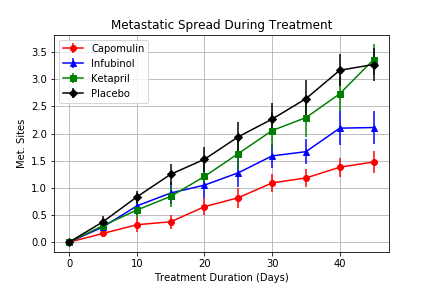 Metastatic Spread During Treatment
Capomulin
Infubinol
Ketapril
Placebo
3.5
3.0
2.5
2.0
1.5
1.0
0.5
0.0
Met. Sites
0
10
20
30
40
Treatment Duration (Days)